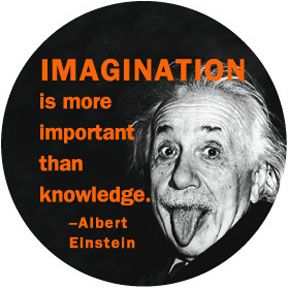 IMAGINATION
is more
important
than
knowledge.
–Albert
Einstein